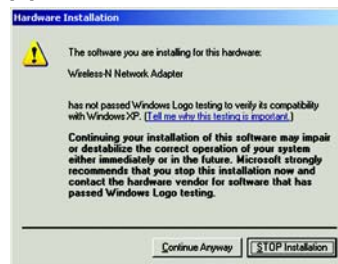 Hardware Installation
The software you are installing for this hardware:
Wireless-N Network Adapter
has not passed Windows Logo testing to verify its compatibility
with Windows XP. (Tell me why this testing is important.)
Continuing your installation of this software may impair
or destabilize the correct operation of your system
either immediately or in the future. Microsoft strongly
recommends that you stop this installation now and
contact the hardware vendor for software that has
passed Windows Logo testing.
Continue Anyway STOP Installation